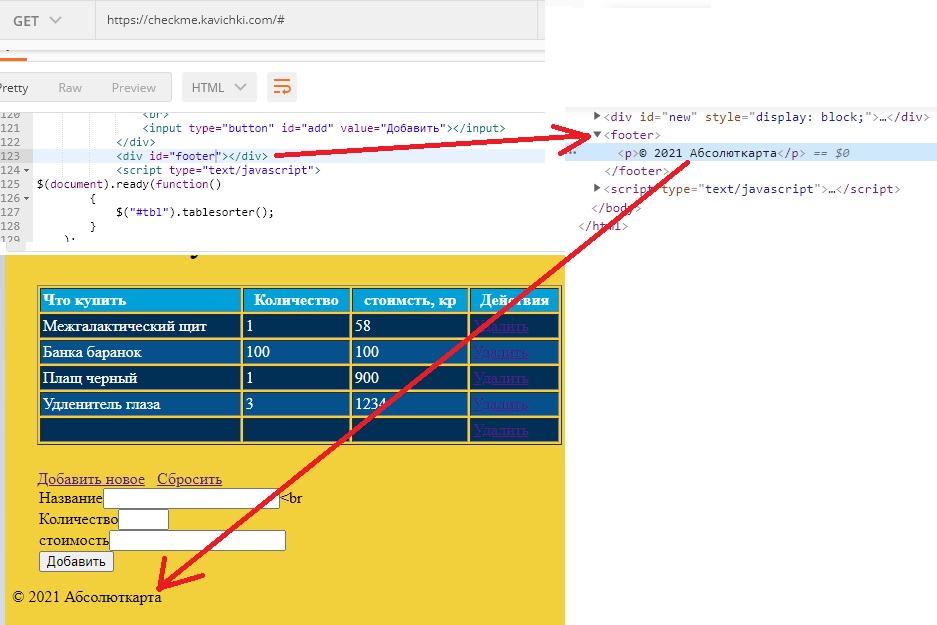 GET https://checkme.kavichki.com/#
retty Raw Preview HTML
120 <br>
121 <input type="button" id="add" value="Добавить"></input>
122 </div>
123 <div id="footer"></div>
124 <script type="text/javascript">
125 $(document).ready(function()
126 {
127 $("#tbl").tablesorter();
128 }
129 );
<div id="new" style="display: block;">…</div>
<footer>
<p>© 2021 Абсолюткарта</p> == $0
</footer>
<script type="text/javascript">…</script>
</body>
</html>
Что купить Количество стоимсть, кр Действия
Межгалактический щит 1 58 Удалить
Банка баранок 100 100 Удалить
Плащ черный 1 900 Удалить
Удленитель глаза 3 1234 Удалить
Удалить
Добавить новое Сбросить
Название <br
Количество
стоимость
Добавить
© 2021 Абсолюткарта